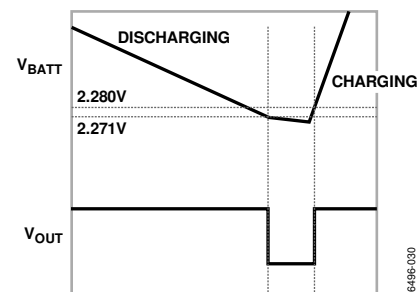 DISCHARGING
V_BATT
CHARGING
2.280V
2.271V
V_OUT
6496-030